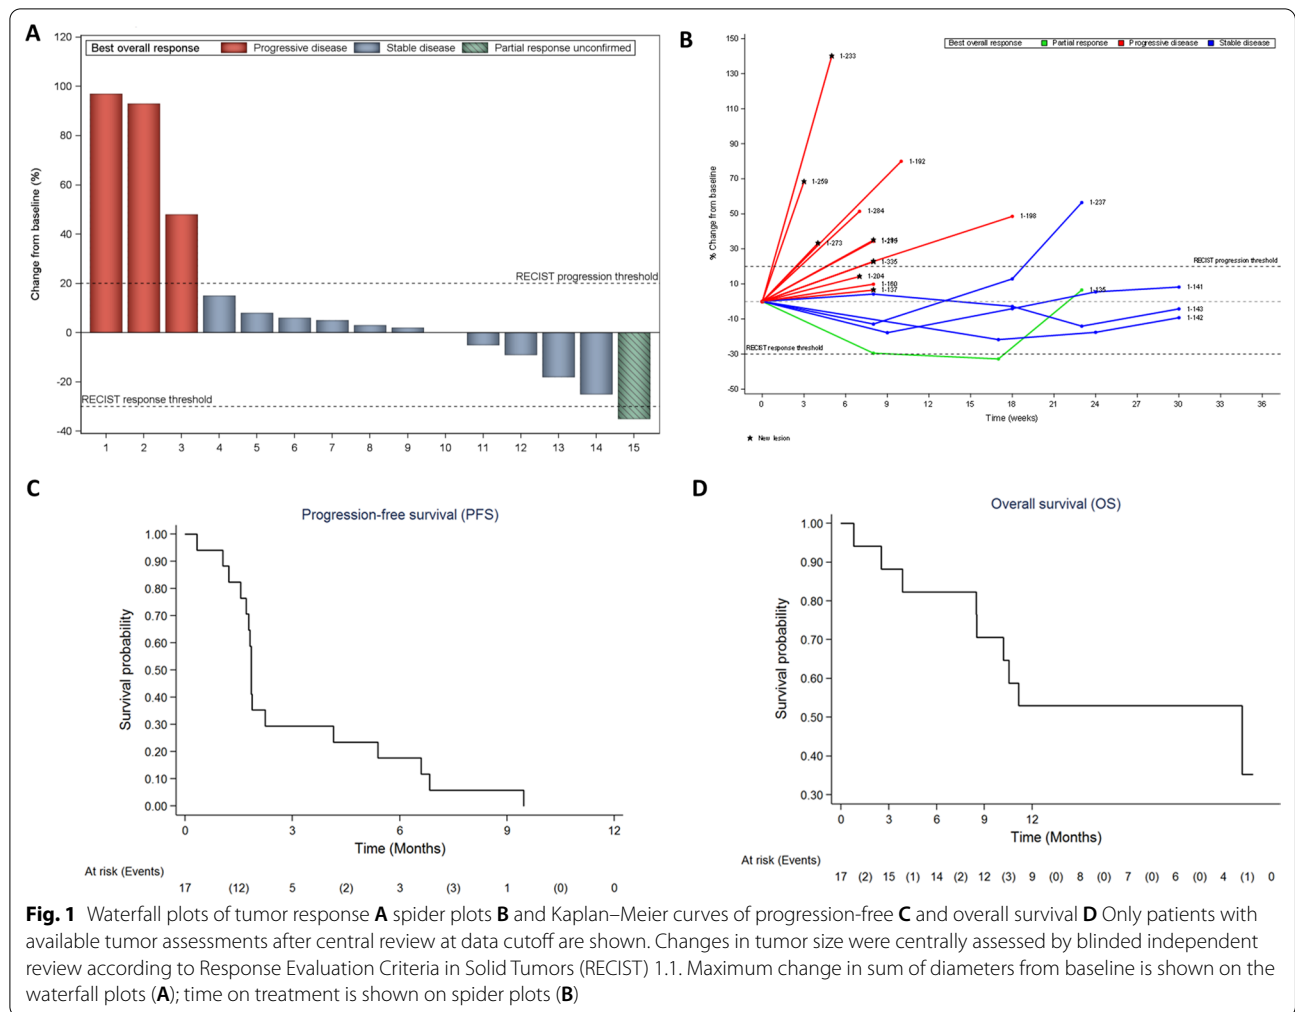 A
Best overall response Progressive disease Stable disease Partial response unconfirmed
Change from baseline (%)
120
100
80
60
40
20
0
-20
-40
RECIST progression threshold
RECIST response threshold
1 2 3 4 5 6 7 8 9 10 11 12 13 14 15
B
Best overall response Partial response Progressive disease Stable disease
% Change from baseline
150
130
110
90
70
50
30
10
-10
-30
-50
1-233
1-192
1-259
1-284
1-198
1-237
1-273
1-335
1-204
1-160
1-137
1-135
1-141
1-143
1-142
RECIST progression threshold
RECIST response threshold
0 3 6 9 12 15 18 21 24 27 30 33 36
Time (weeks)
★ New lesion
C
Progression-free survival (PFS)
Survival probability
1.00
0.90
0.80
0.70
0.60
0.50
0.40
0.30
0.20
0.10
0.00
0 3 6 9 12
Time (Months)
At risk (Events)
17 (12) 5 (2) 3 (3) 1 (0) 0
D
Overall survival (OS)
Survival probability
1.00
0.90
0.80
0.70
0.60
0.50
0.40
0.30
0 3 6 9 12
Time (Months)
At risk (Events)
17 (2) 15 (1) 14 (2) 12 (3) 9 (0) 8 (0) 7 (0) 6 (0) 4 (1) 0
Fig. 1 Waterfall plots of tumor response A spider plots B and Kaplan–Meier curves of progression-free C and overall survival D Only patients with
available tumor assessments after central review at data cutoff are shown. Changes in tumor size were centrally assessed by blinded independent
review according to Response Evaluation Criteria in Solid Tumors (RECIST) 1.1. Maximum change in sum of diameters from baseline is shown on the
waterfall plots (A); time on treatment is shown on spider plots (B)